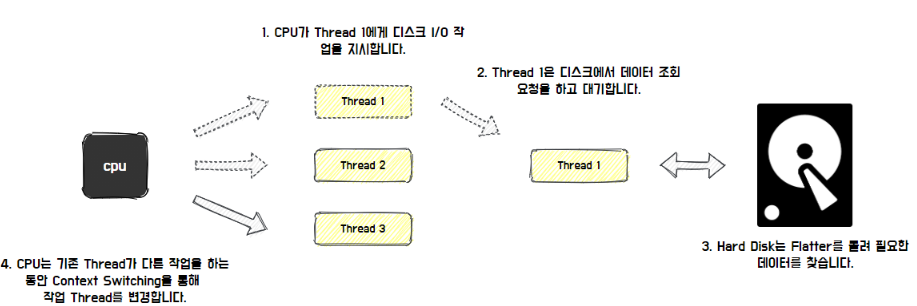 1. CPU가 Thread 1에게 디스크 I/O 작
업을 지시합니다.
2. Thread 1은 디스크에서 데이터 조회
요청을 하고 대기합니다.
Thread 1
cpu
Thread 2
Thread 1
Thread 3
3. Hard Disk는 Flatter를 돌려 필요한
데이터를 찾습니다.
4. CPU는 기존 Thread가 다른 작업을 하는
동안 Context Switching을 통해
작업 Thread를 변경합니다.